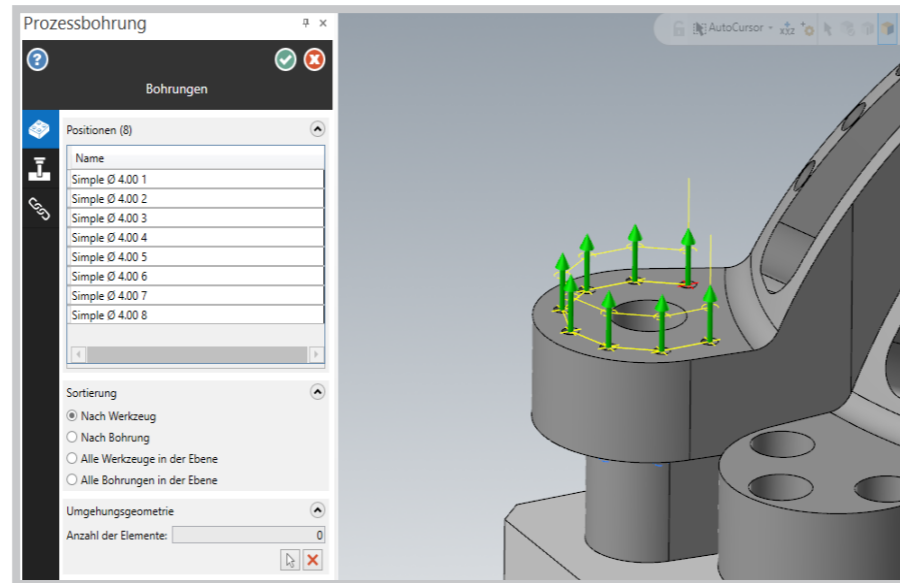 Prozessbohrung
AutoCursor
Bohrungen
Positionen (8)
Name
Simple Ø 4.00 1
Simple Ø 4.00 2
Simple Ø 4.00 3
Simple Ø 4.00 4
Simple Ø 4.00 5
Simple Ø 4.00 6
Simple Ø 4.00 7
Simple Ø 4.00 8
Sortierung
Nach Werkzeug
Nach Bohrung
Alle Werkzeuge in der Ebene
Alle Bohrungen in der Ebene
Umgehungsgeometrie
Anzahl der Elemente: 0